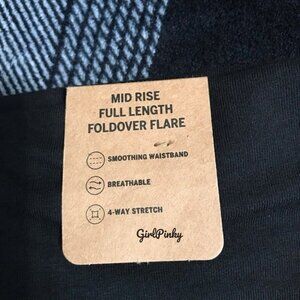 MID RISE
FULL LENGTH
FOLDOVER FLARE
SMOOTHING WAISTBAND
BREATHABLE
4-WAY STRETCH
GirlPinky